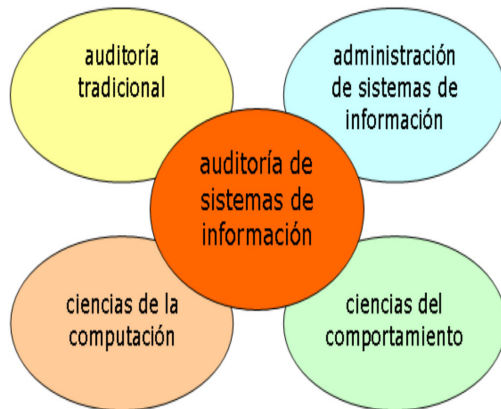 auditoría
tradicional
administración
de sistemas de
información
auditoría de
sistemas de
información
ciencias de la
computación
ciencias del
comportamiento